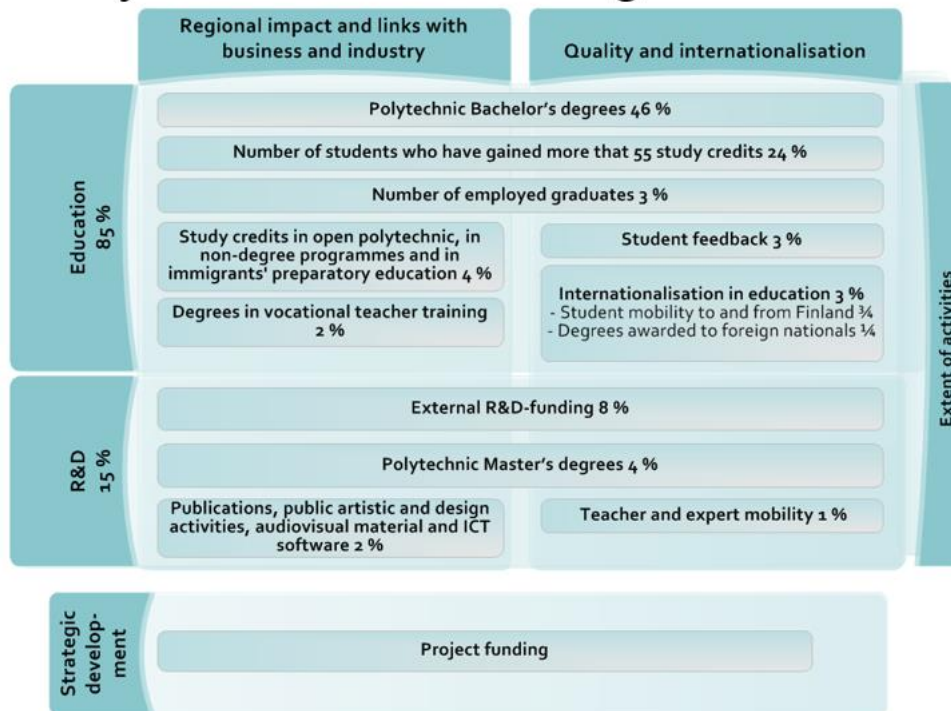 Regional impact and links with
business and industry
Quality and internationalisation
Education
85 %
Polytechnic Bachelor's degrees 46 %
Number of students who have gained more that 55 study credits 24 %
Number of employed graduates 3 %
Study credits in open polytechnic, in
non-degree programmes and in
immigrants' preparatory education 4 %
Degrees in vocational teacher training
2 %
Student feedback 3 %
Internationalisation in education 3 %
- Student mobility to and from Finland ¾
- Degrees awarded to foreign nationals ¼
Extent of activities
R&D
15 %
External R&D-funding 8 %
Polytechnic Master's degrees 4 %
Publications, public artistic and design
activities, audiovisual material and ICT
software 2 %
Teacher and expert mobility 1 %
Strategic
develop-
ment
Project funding